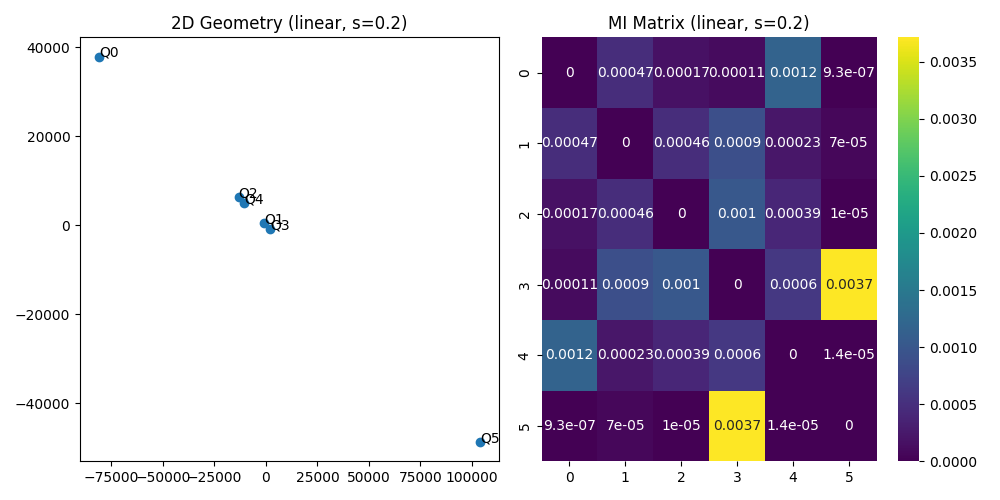 2D Geometry (linear, s=0.2)
40000
20000
0
−20000
−40000
−75000
−50000
−25000
0
25000
50000
75000
100000
Q0
Q2
Q4
Q1
Q3
Q5
MI Matrix (linear, s=0.2)
0 0 0.00047 0.00017 0.00011 0.0012 9.3e-07
1 0.00047 0 0.00046 0.0009 0.00023 7e-05
2 0.00017 0.00046 0 0.001 0.00039 1e-05
3 0.00011 0.0009 0.001 0 0.0006 0.0037
4 0.0012 0.00023 0.00039 0.0006 0 1.4e-05
5 9.3e-07 7e-05 1e-05 0.0037 1.4e-05 0
0 1 2 3 4 5
0.0035
0.0030
0.0025
0.0020
0.0015
0.0010
0.0005
0.0000